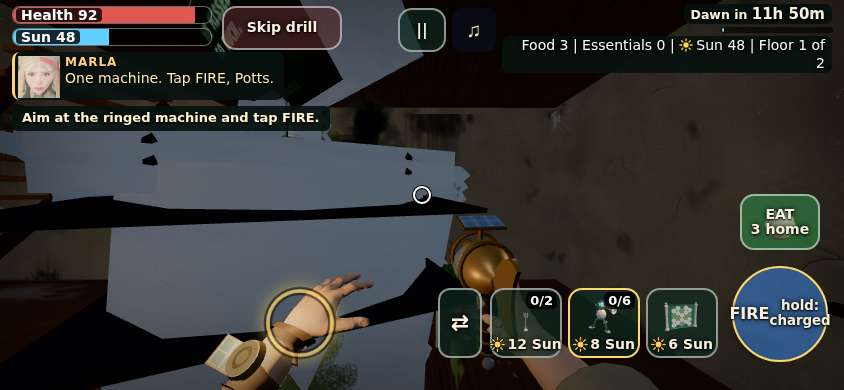 Health 92
Sun 48
Skip drill
Dawn in 11h 50m
Food 3 | Essentials 0 | ☀Sun 48 | Floor 1 of
2
MARLA
One machine. Tap FIRE, Potts.
Aim at the ringed machine and tap FIRE.
EAT
3 home
0/2
☀12 Sun
0/6
☀8 Sun
☀6 Sun
FIRE hold:
charged